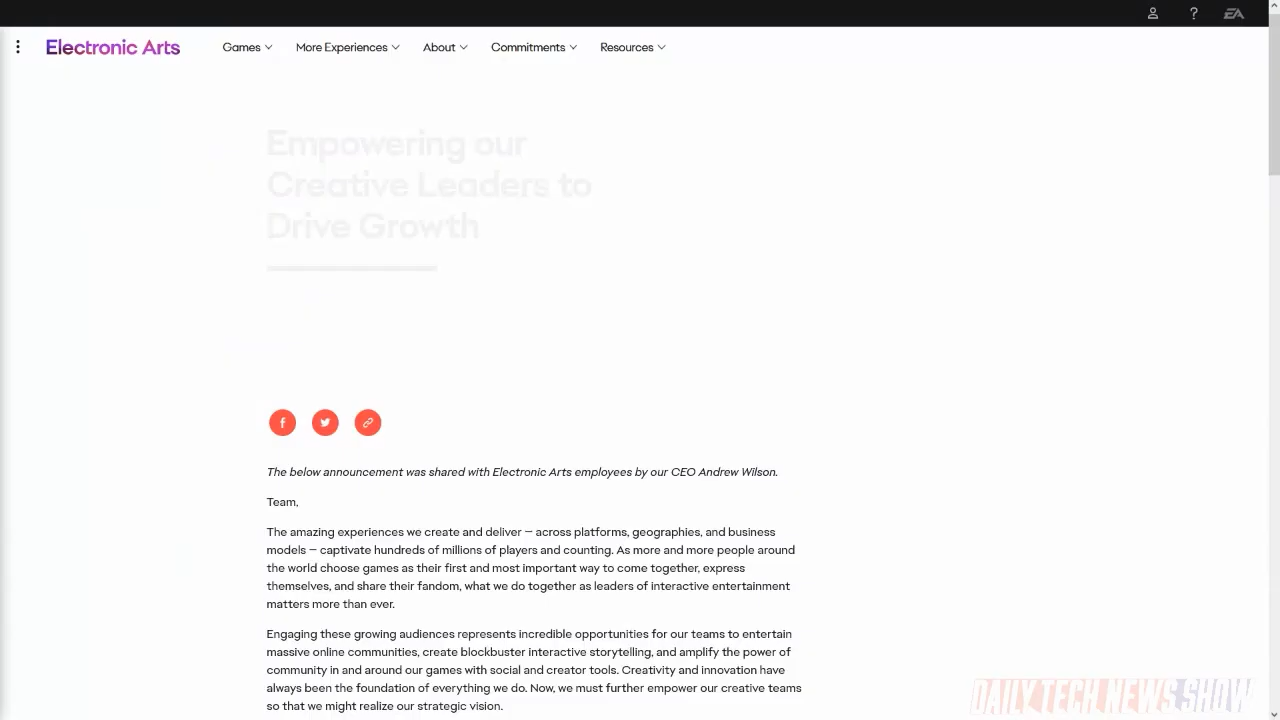 EA
Electronic Arts
Games
More Experiences
About
Commitments
Resources
Empowering our
Creative Leaders to
Drive Growth
The below announcement was shared with Electronic Arts employees by our CEO Andrew Wilson.
Team,
The amazing experiences we create and deliver — across platforms, geographies, and business
models — captivate hundreds of millions of players and counting. As more and more people around
the world choose games as their first and most important way to come together, express
themselves, and share their fandom, what we do together as leaders of interactive entertainment
matters more than ever.
Engaging these growing audiences represents incredible opportunities for our teams to entertain
massive online communities, create blockbuster interactive storytelling, and amplify the power of
community in and around our games with social and creator tools. Creativity and innovation have
always been the foundation of everything we do. Now, we must further empower our creative teams
so that we might realize our strategic vision.
DAILY TECH NEWS SHOW